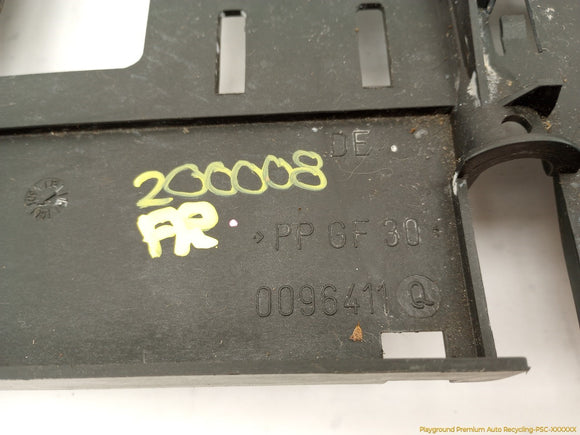 DE
200008
FR
>PP GF 30<
0096411 Q
Playground Premium Auto Recycling-PSC-XXXXXX